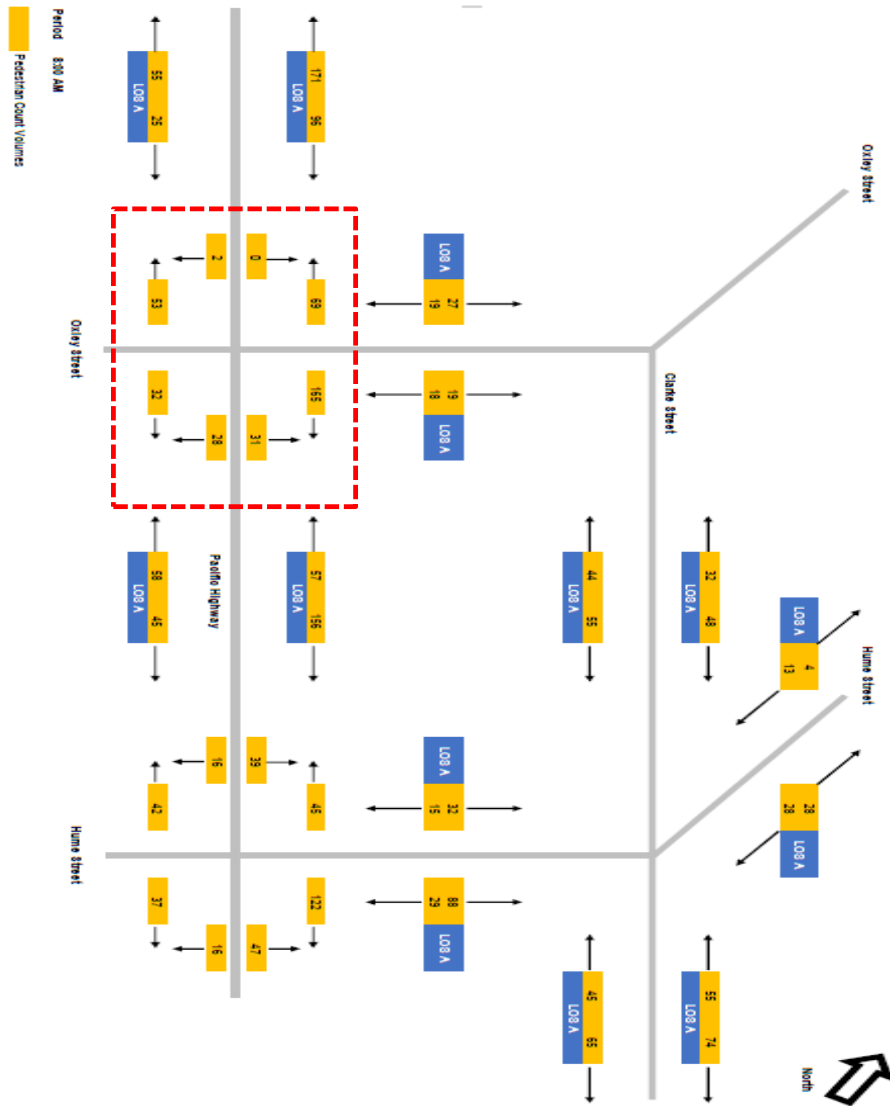 Oxley Street
Hume Street
4
LOS A
13
28
LOS A
28
North
32 48
LOS A
55 74
LOS A
Clarke Street
44 55
LOS A
45 65
LOS A
27
LOS A
19
19
LOS A
18
32
LOS A
15
88
LOS A
29
171 96
LOS A
69
165
57 156
LOS A
45
122
0
31
39
47
2
28
Pacific Highway
16
16
55 25
LOS A
53
32
58 45
LOS A
42
37
Oxley Street
Hume Street
Period 8:00 AM
Pedestrian Count Volumes